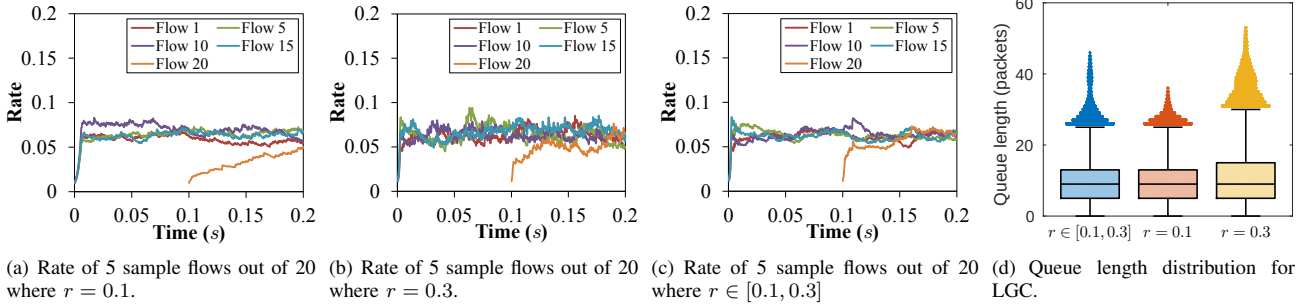 0.2
0.15
0.1
0.05
0
Rate
Flow 1
Flow 5
Flow 10
Flow 15
Flow 20
0 0.05 0.1 0.15 0.2
Time (s)
(a) Rate of 5 sample flows out of 20
where r = 0.1.
0.2
0.15
0.1
0.05
0
Rate
Flow 1
Flow 5
Flow 10
Flow 15
Flow 20
0 0.05 0.1 0.15 0.2
Time (s)
(b) Rate of 5 sample flows out of 20
where r = 0.3.
0.2
0.15
0.1
0.05
0
Rate
Flow 1
Flow 5
Flow 10
Flow 15
Flow 20
0 0.05 0.1 0.15 0.2
Time (s)
(c) Rate of 5 sample flows out of 20
where r ∈ [0.1, 0.3]
60
40
20
0
Queue length (packets)
r ∈ [0.1, 0.3] r = 0.1 r = 0.3
(d) Queue length distribution for
LGC.